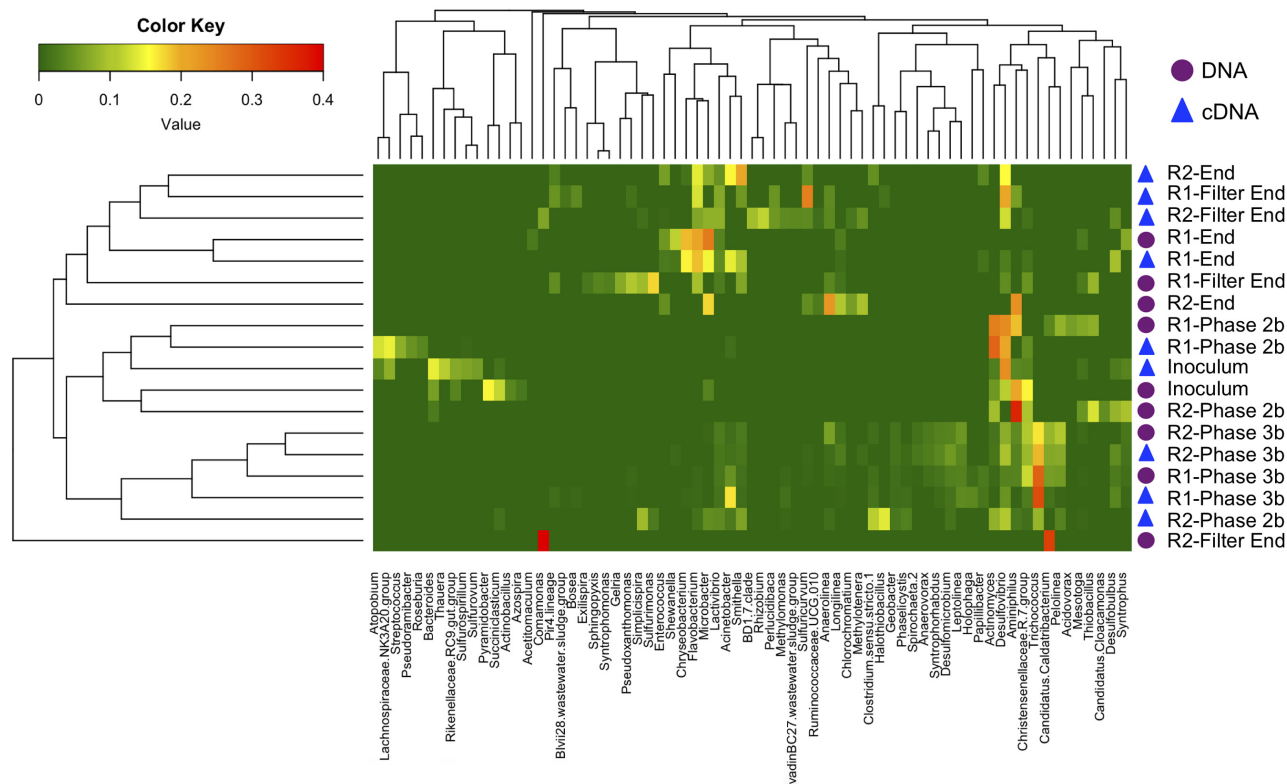 Color Key
0 0.1 0.2 0.3 0.4
Value
DNA
cDNA
R2-End
R1-Filter End
R2-Filter End
R1-End
R1-End
R1-Filter End
R2-End
R1-Phase 2b
R1-Phase 2b
Inoculum
Inoculum
R2-Phase 2b
R2-Phase 3b
R2-Phase 3b
R1-Phase 3b
R1-Phase 3b
R2-Phase 2b
R2-Filter End
Atopobium
Lachnospiraceae.NK3A20.group
Streptococcus
Pseudoramibacter
Roseburia
Bacteroides
Thauera
Rikenellaceae.RC9.gut.group
Sulfurospirillum
Sulfurovum
Pyramidobacter
Succiniclasticum
Actinobacillus
Azospira
Acetitomaculum
Comamonas
Pir4.lineage
Blvii28.wastewater.sludge.group
Bosea
Exilispira
Sphingopyxis
Syntrophomonas
Gelria
Pseudoxanthomonas
Simplicispira
Sulfurimonas
Enterococcus
Shewanella
Chryseobacterium
Flavobacterium
Microbacter
Lactivibrio
Acinetobacter
Smithella
BD1.7.clade
Rhizobium
Perlucidibaca
Methylomonas
vadinBC27.wastewater.sludge.group
Sulfuricurvum
Ruminococcaceae.UCG.010
Anaerolinea
Longilinea
Chlorochromatium
Methylotenera
Clostridium.sensu.stricto.1
Halothiobacillus
Geobacter
Phaselicystis
Spirochaeta.2
Anaerovorax
Syntrophorhabdus
Desulfomicrobium
Leptolinea
Holophaga
Papillibacter
Actinomyces
Desulfovibrio
Aminiphilus
Christensenellaceae.R.7.group
Trichococcus
Candidatus.Caldatribacterium
Pelolinea
Acidovorax
Mesotoga
Thiobacillus
Candidatus.Cloacamonas
Desulfobulbus
Syntrophus